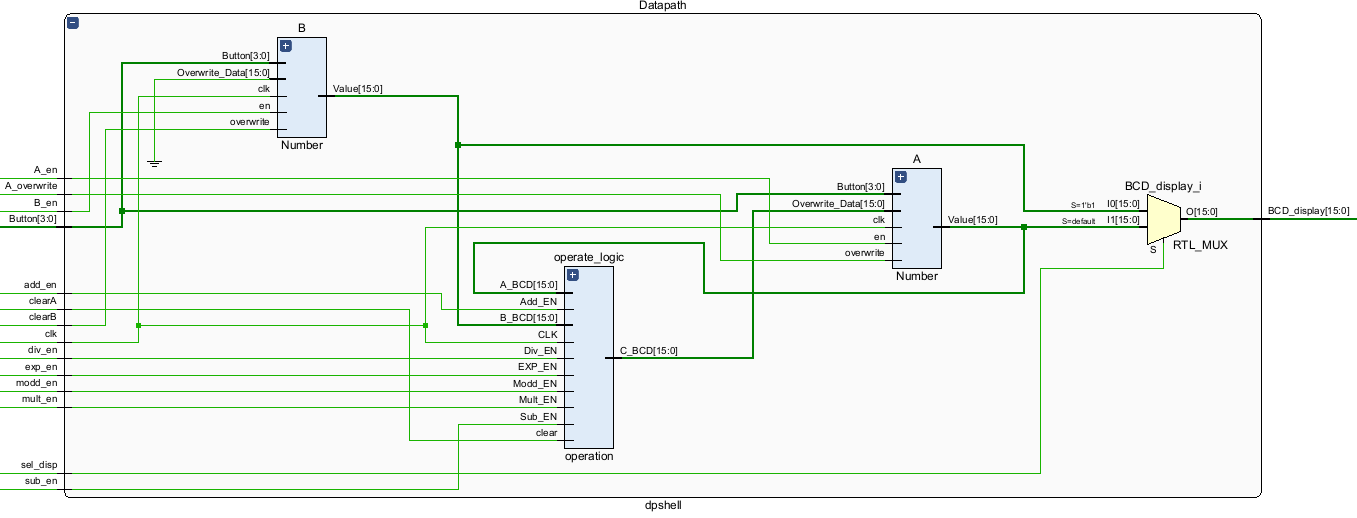 Datapath
B
Button[3:0]
Overwrite_Data[15:0]
clk
en
overwrite
Value[15:0]
Number
A_en
A_overwrite
B_en
Button[3:0]
add_en
clearA
clearB
clk
div_en
exp_en
modd_en
mult_en
sel_disp
sub_en
operate_logic
A_BCD[15:0]
Add_EN
B_BCD[15:0]
CLK
Div_EN
EXP_EN
Modd_EN
Mult_EN
Sub_EN
clear
C_BCD[15:0]
operation
A
Button[3:0]
Overwrite_Data[15:0]
clk
en
overwrite
Value[15:0]
Number
BCD_display_i
S=1'b1 I0[15:0]
S=default I1[15:0]
O[15:0]
S
RTL_MUX
BCD_display[15:0]
dpshell